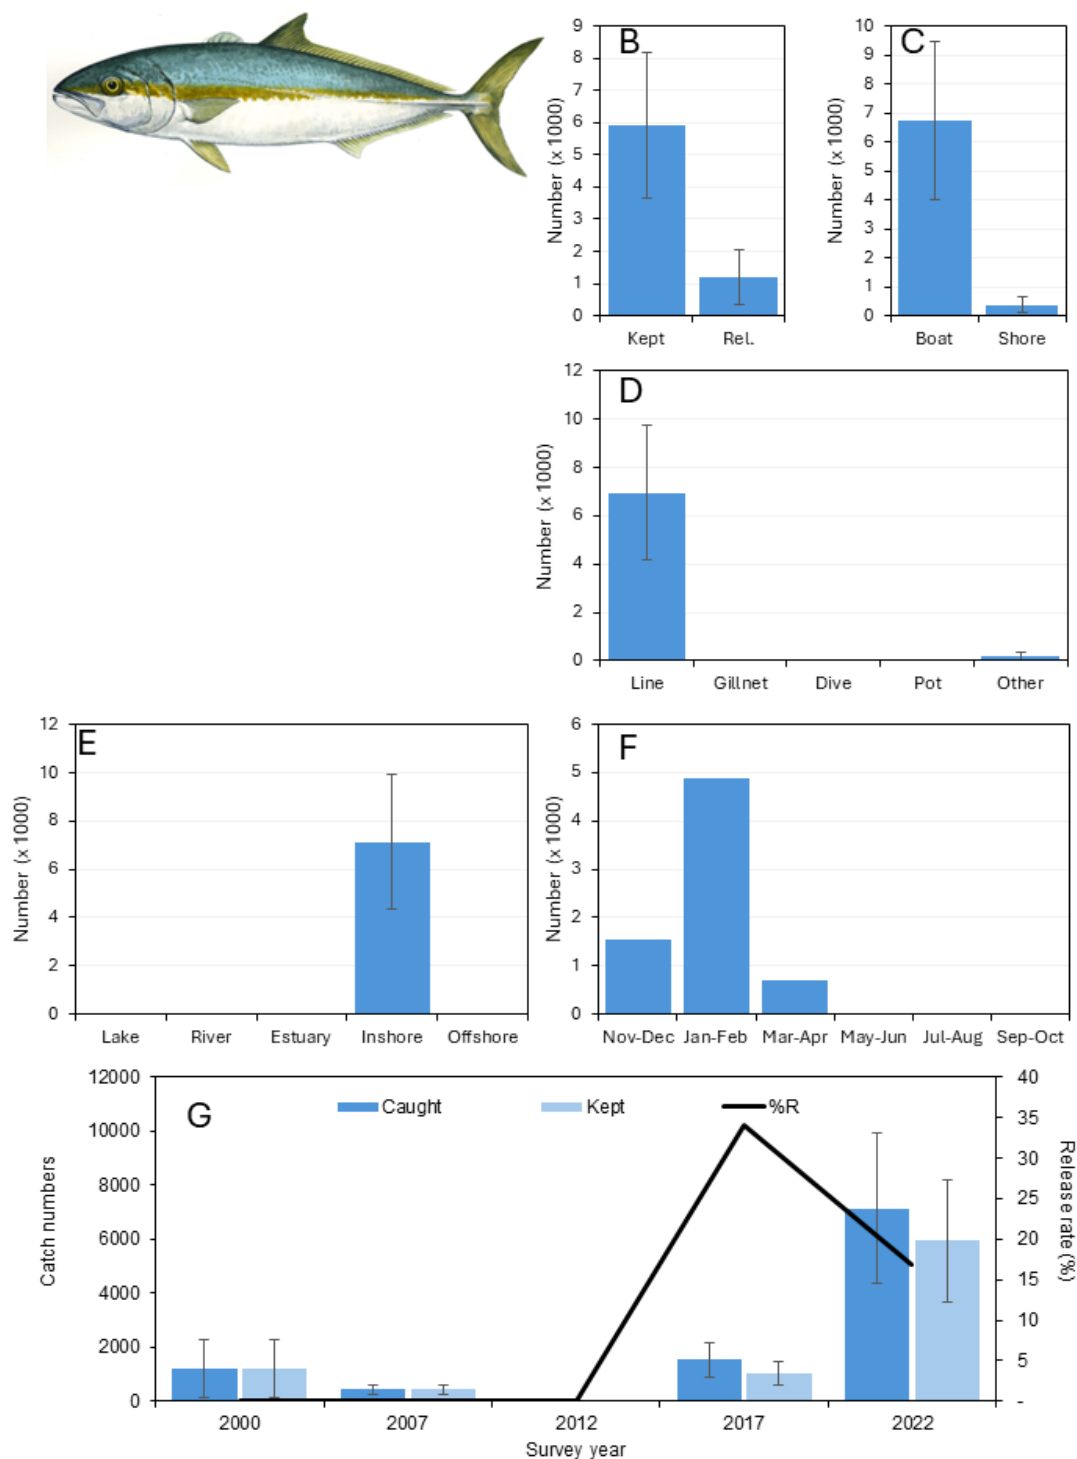 B
9
8
7
6
5
4
3
2
1
0
Number (x 1000)
Kept Rel.
C
10
9
8
7
6
5
4
3
2
1
0
Number (x 1000)
Boat Shore
D
12
10
8
6
4
2
0
Number (x 1000)
Line Gillnet Dive Pot Other
E
12
10
8
6
4
2
0
Number (x 1000)
Lake River Estuary Inshore Offshore
F
6
5
4
3
2
1
0
Number (x 1000)
Nov-Dec Jan-Feb Mar-Apr May-Jun Jul-Aug Sep-Oct
G
Caught Kept %R
12000
10000
8000
6000
4000
2000
0
Catch numbers
40
35
30
25
20
15
10
5
-
Release rate (%)
2000 2007 2012 2017 2022
Survey year